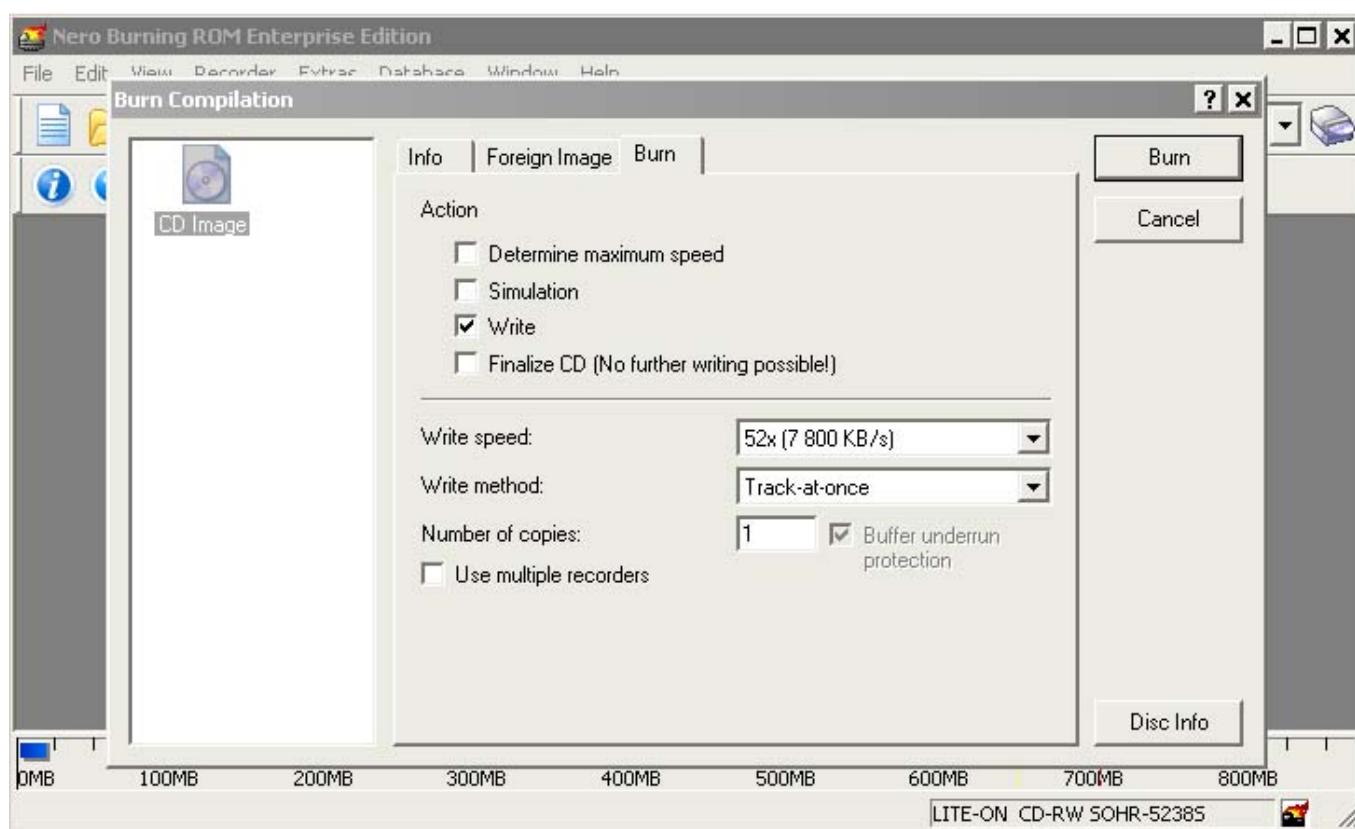 Nero Burning ROM Enterprise Edition
File Edit View Recorder Extras Database Window Help
Burn Compilation
CD Image
Info Foreign Image Burn
Burn
Cancel
Action
Determine maximum speed
Simulation
Write
Finalize CD (No further writing possible!)
Write speed: 52x (7 800 KB/s)
Write method: Track-at-once
Number of copies: 1 Buffer underrun
protection
Use multiple recorders
Disc Info
0MB 100MB 200MB 300MB 400MB 500MB 600MB 700MB 800MB
LITE-ON CD-RW SOHR-5238S